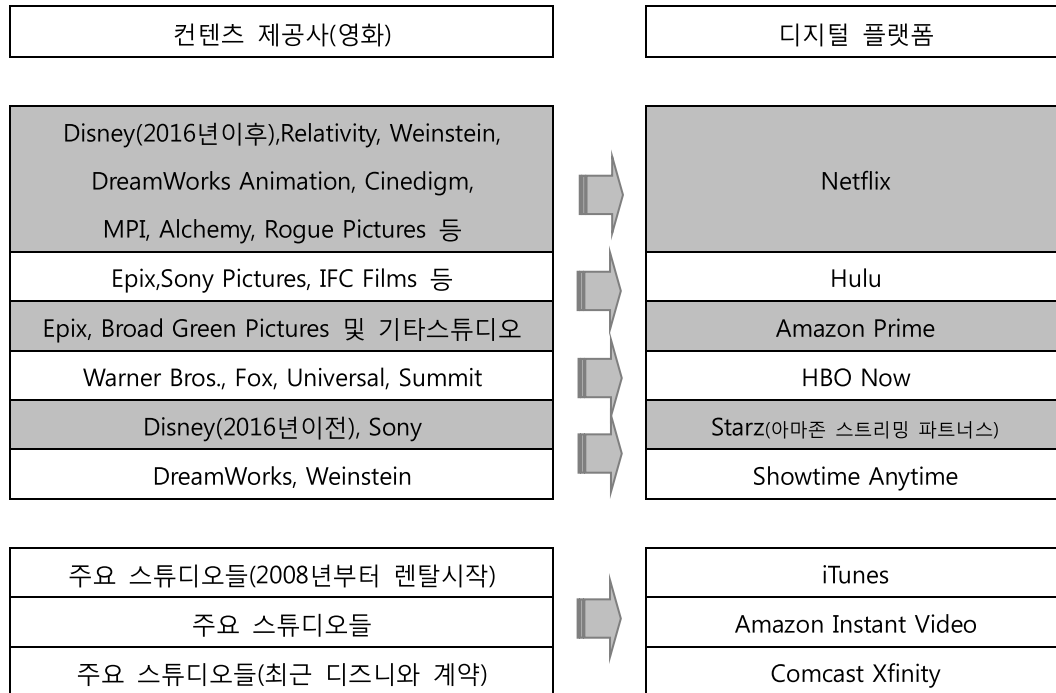 컨텐츠 제공사(영화)
디지털 플랫폼
Disney(2016년이후),Relativity, Weinstein,
DreamWorks Animation, Cinedigm,
MPI, Alchemy, Rogue Pictures 등
Netflix
Epix,Sony Pictures, IFC Films 등
Hulu
Epix, Broad Green Pictures 및 기타스튜디오
Amazon Prime
Warner Bros., Fox, Universal, Summit
HBO Now
Disney(2016년이전), Sony
Starz(아마존 스트리밍 파트너스)
DreamWorks, Weinstein
Showtime Anytime
주요 스튜디오들(2008년부터 렌탈시작)
iTunes
주요 스튜디오들
Amazon Instant Video
주요 스튜디오들(최근 디즈니와 계약)
Comcast Xfinity